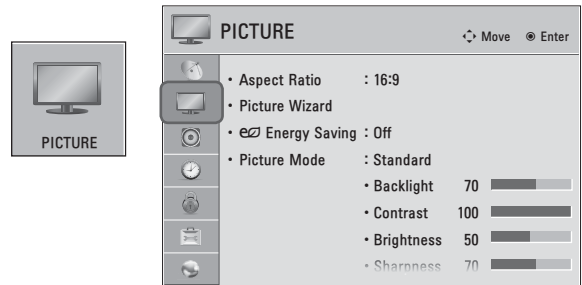 PICTURE
PICTURE
Move Enter
• Aspect Ratio : 16:9
• Picture Wizard
• Energy Saving : Off
• Picture Mode : Standard
• Backlight 70
• Contrast 100
• Brightness 50
• Sharpness 70